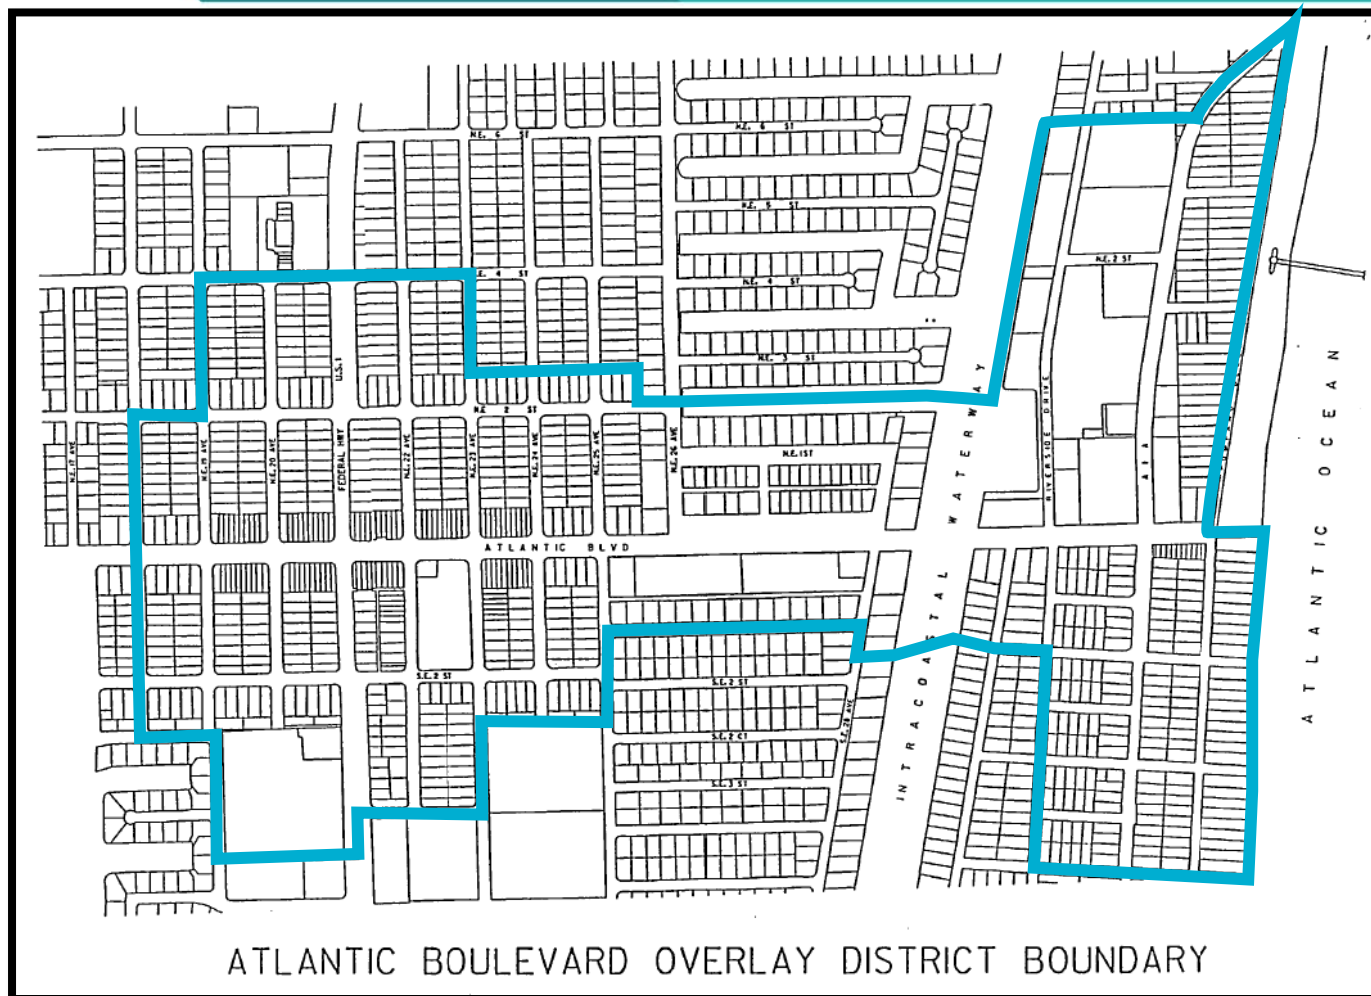 N.E. 6 ST
N.E. 6 ST
N.E. 5 ST
N.E. 2 ST
E. 4 ST
N.E. 4 ST
N.E. 3 ST
U.S.1
N.E. 2 ST
RIVERSIDE DRIVE
A1A
N.E. 17 AVE
N.E. 19 AVE
N.E. 20 AVE
FEDERAL HWY
N.E. 22 AVE
N.E. 23 AVE
N.E. 24 AVE
N.E. 25 AVE
N.E. 26 AVE
N.E. 1ST
ATLANTIC BLVD
INTRACOASTAL WATERWAY
ATLANTIC OCEAN
S.E. 2 ST
S.E. 2 ST
S.E. 28 AVE
S.E. 2 CT
S.E. 3 ST
ATLANTIC BOULEVARD OVERLAY DISTRICT BOUNDARY